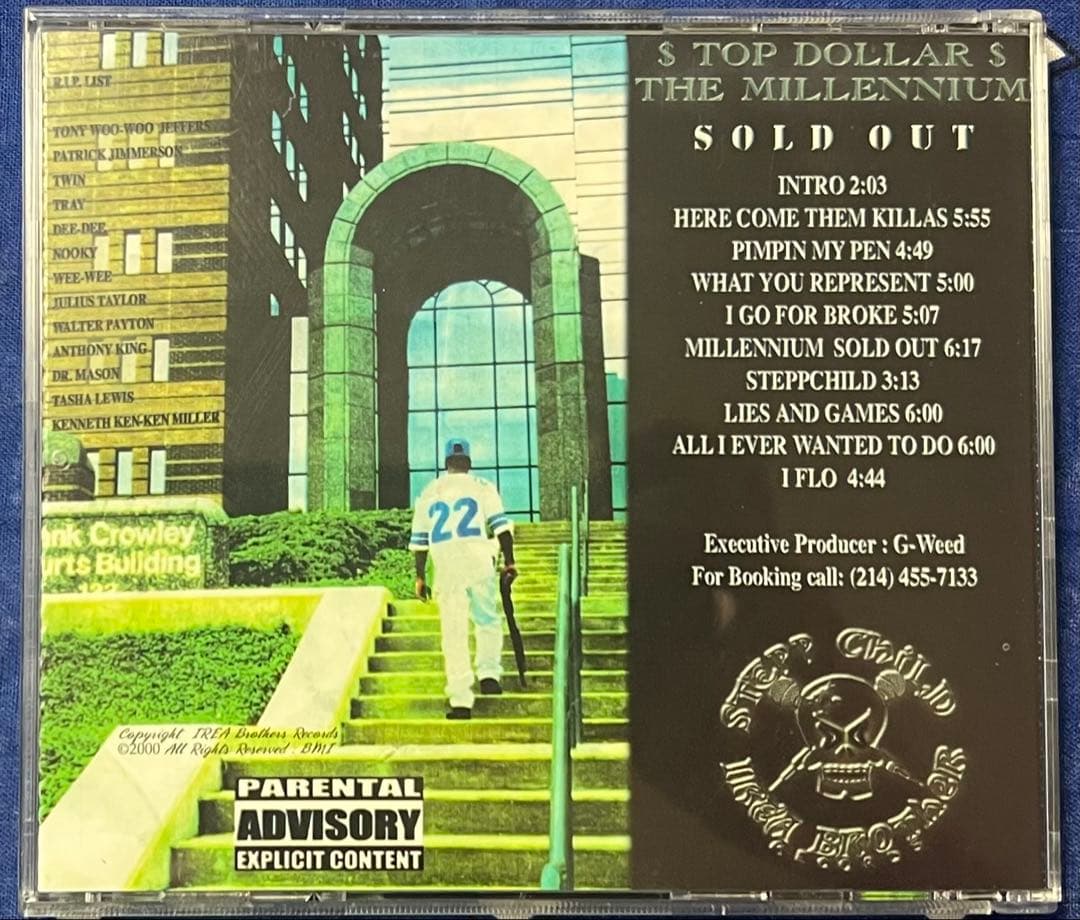 R.I.P. LIST
TONY WOO-WOO JEFFERS
PATRICK JIMMERSON
TWIN
TRAY
DEE-DEE
NOOKY
WEE-WEE
JULIUS TAYLOR
WALTER PAYTON
ANTHONY KING
DR. MASON
TASHA LEWIS
KENNETH KEN-KEN MILLER
nk Crowley
urts Building
22
Copyright IREA Brothers Records
©2000 All Rights Reserved . BMI
PARENTAL
ADVISORY
EXPLICIT CONTENT
$ TOP DOLLAR $
THE MILLENNIUM
SOLD OUT
INTRO 2:03
HERE COME THEM KILLAS 5:55
PIMPIN MY PEN 4:49
WHAT YOU REPRESENT 5:00
I GO FOR BROKE 5:07
MILLENNIUM SOLD OUT 6:17
STEPPCHILD 3:13
LIES AND GAMES 6:00
ALL I EVER WANTED TO DO 6:00
I FLO 4:44
Executive Producer : G-Weed
For Booking call: (214) 455-7133
STEPP CHILD
IREA BROTHER